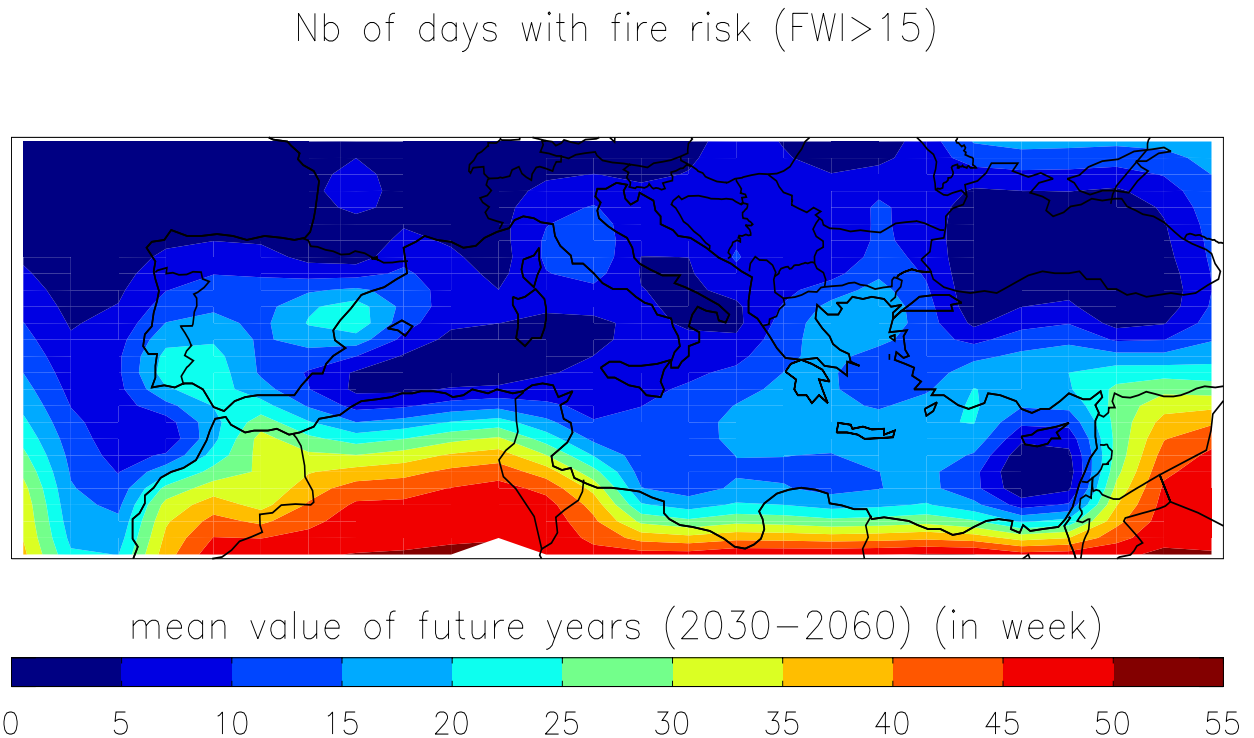 Nb of days with fire risk (FWI>15)
mean value of future years (2030−2060) (in week)
0 5 10 15 20 25 30 35 40 45 50 55